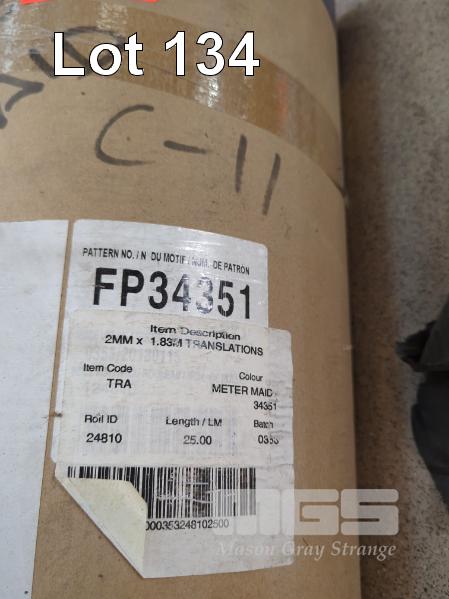 Lot 134
C-11
PATTERN NO. / N DU MOTIF / NUM. DE PATRON
FP34351
Item Description
2MM x 1.83M TRANSLATIONS
Item Code Colour
TRA METER MAID
34351
Roll ID Length / LM Batch
24810 25.00
0000353248102500
MGS
Mason Gray Strange